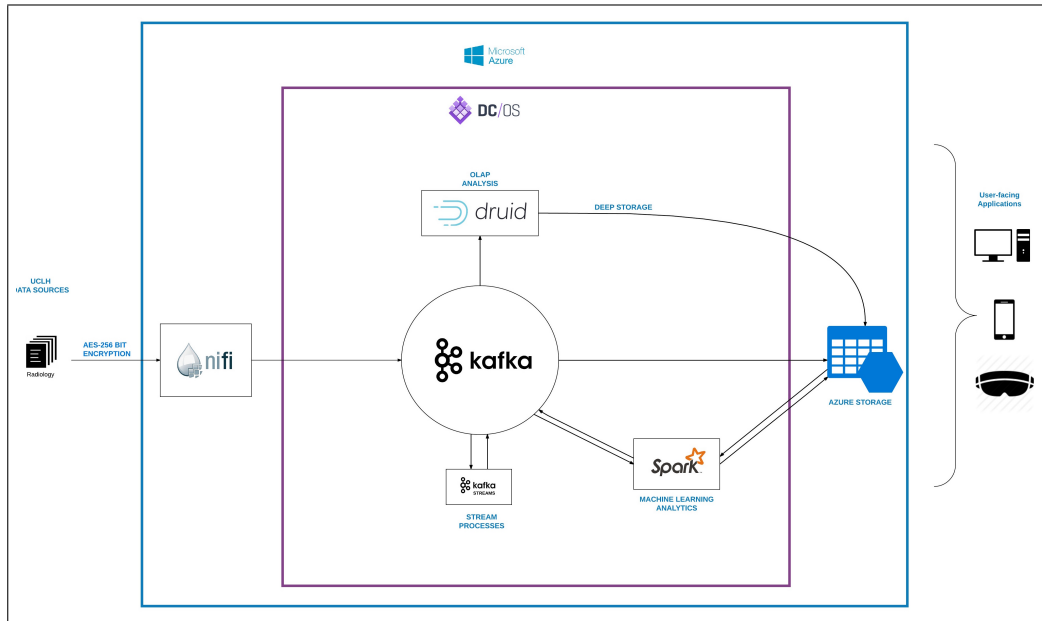 Microsoft
Azure
DC/OS
OLAP
ANALYSIS
druid
DEEP STORAGE
User-facing
Applications
UCLH
ATA SOURCES
AES-256 BIT
ENCRYPTION
nifi
kafka
Radiology
AZURE STORAGE
Spark
kafka
STREAMS
MACHINE LEARNING
ANALYTICS
STREAM
PROCESSES